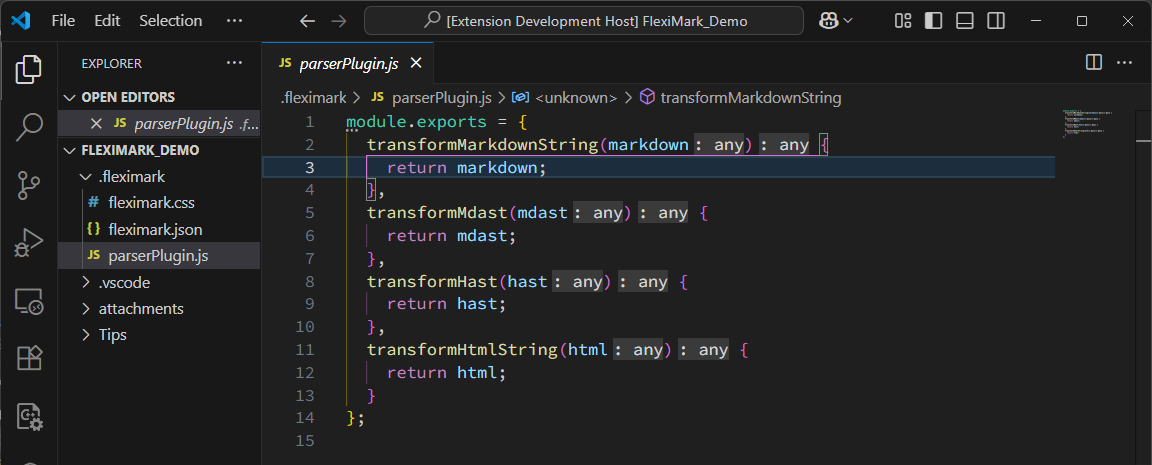 File Edit Selection ···
[Extension Development Host] FlexiMark_Demo
EXPLORER ···
OPEN EDITORS
JS parserPlugin.js .f...
FLEXIMARK_DEMO
.fleximark
# fleximark.css
{} fleximark.json
JS parserPlugin.js
.vscode
attachments
Tips
JS parserPlugin.js
.fleximark > JS parserPlugin.js > <unknown> > transformMarkdownString
1 module.exports = {
2 transformMarkdownString(markdown: any): any {
3 return markdown;
4 },
5 transformMdast(mdast: any): any {
6 return mdast;
7 },
8 transformHast(hast: any): any {
9 return hast;
10 },
11 transformHtmlString(html: any): any {
12 return html;
13 }
14 };
15